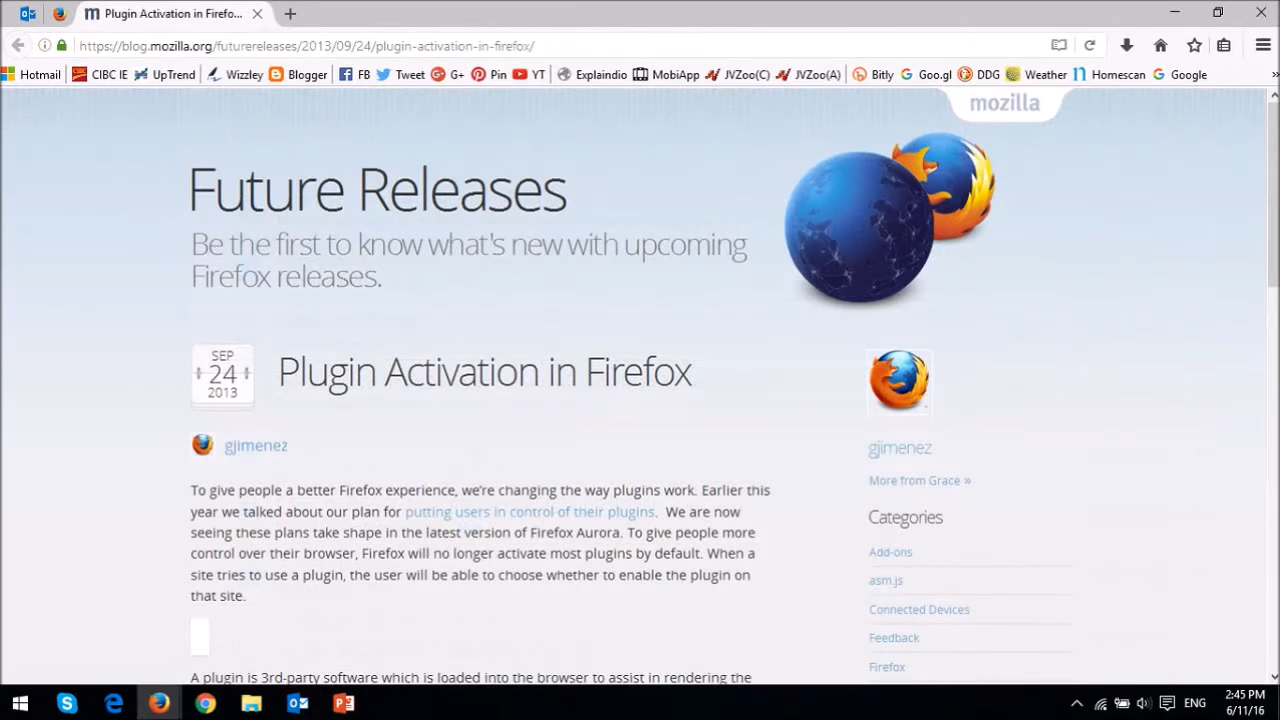 Plugin Activation in Firefo...
https://blog.mozilla.org/futurereleases/2013/09/24/plugin-activation-in-firefox/
Hotmail CIBC IE UpTrend Wizzley Blogger FB Tweet G+ Pin YT Explaindio MobiApp JVZoo(C) JVZoo(A) Bitly Goo.gl DDG Weather Homescan Google
mozilla
Future Releases
Be the first to know what's new with upcoming
Firefox releases.
SEP
24
2013
Plugin Activation in Firefox
gjimenez
To give people a better Firefox experience, we're changing the way plugins work. Earlier this
year we talked about our plan for putting users in control of their plugins. We are now
seeing these plans take shape in the latest version of Firefox Aurora. To give people more
control over their browser, Firefox will no longer activate most plugins by default. When a
site tries to use a plugin, the user will be able to choose whether to enable the plugin on
that site.
A plugin is 3rd-party software which is loaded into the browser to assist in rendering the
gjimenez
More from Grace »
Categories
Add-ons
asm.js
Connected Devices
Feedback
Firefox
ENG
2:45 PM
6/11/16